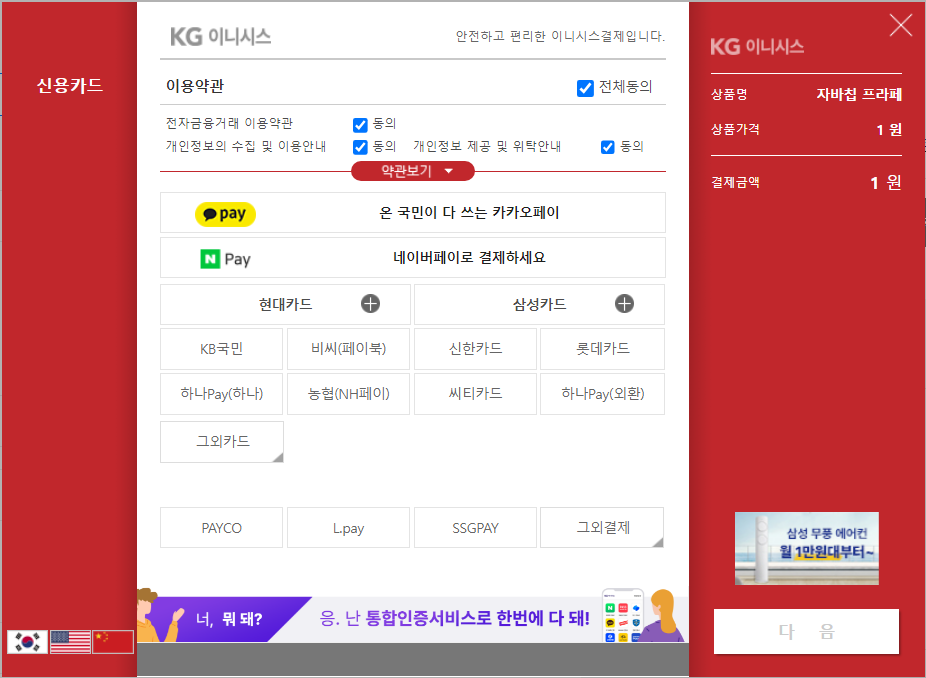 신용카드
KG 이니시스
안전하고 편리한 이니시스결제입니다.
이용약관
전체동의
전자금융거래 이용약관 동의
개인정보의 수집 및 이용안내 동의 개인정보 제공 및 위탁안내 동의
약관보기
pay 온 국민이 다 쓰는 카카오페이
N Pay 네이버페이로 결제하세요
현대카드 삼성카드
KB국민 비씨(페이북) 신한카드 롯데카드
하나Pay(하나) 농협(NH페이) 씨티카드 하나Pay(외환)
그외카드
PAYCO L.pay SSGPAY 그외결제
너, 뭐 돼? 응. 난 통합인증서비스로 한번에 다 돼!
KG 이니시스
상품명 자바칩 프라페
상품가격 1 원
결제금액 1 원
삼성 무풍 에어컨
월 1만원대부터~
다 음